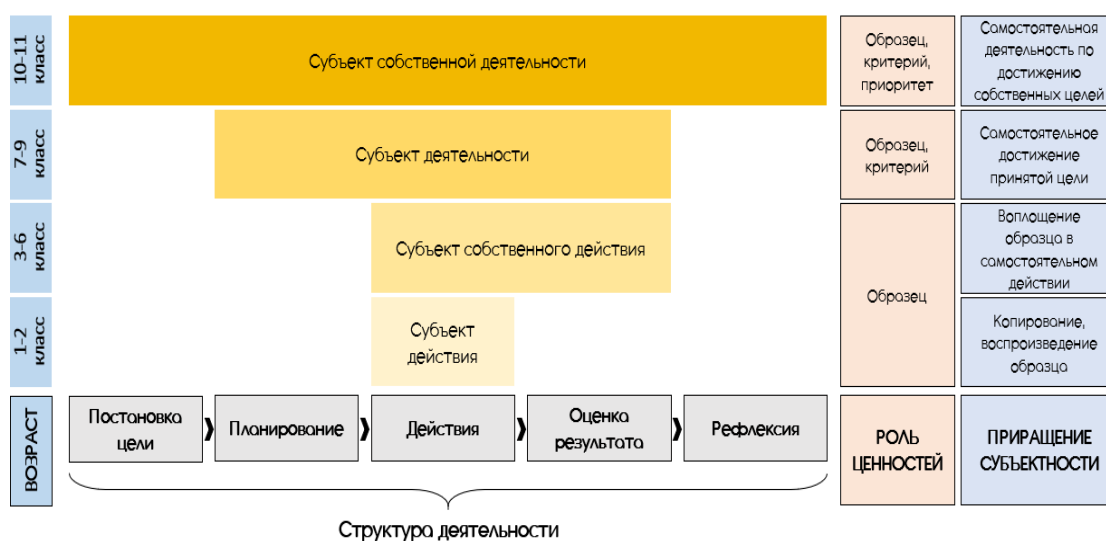 10-11
класс
Субъект собственной деятельности
Образец,
критерий,
приоритет
Самостоятельная
деятельность по
достижению
собственных целей
7-9
класс
Субъект деятельности
Образец,
критерий
Самостоятельное
достижение
принятой цели
3-6
класс
Субъект собственного действия
Образец
Воплощение
образца в
самостоятельном
действии
1-2
класс
Субъект
действия
Копирование,
воспроизведение
образца
ВОЗРАСТ
Постановка
цели
Планирование
Действия
Оценка
результата
Рефлексия
РОЛЬ
ЦЕННОСТЕЙ
ПРИРАЩЕНИЕ
СУБЪЕКТНОСТИ
Структура деятельности